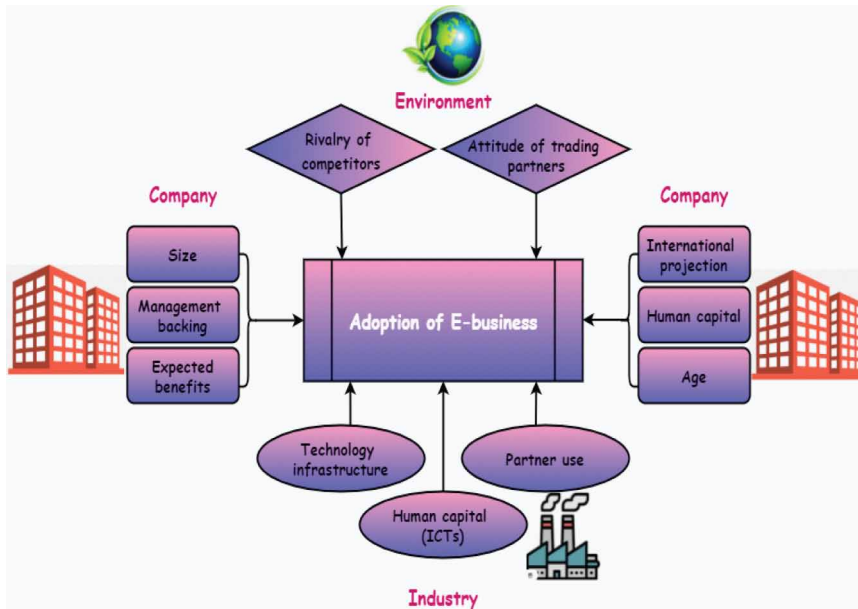 Environment
Rivalry of
competitors
Attitude of trading
partners
Company
Size
Management
backing
Expected
benefits
Adoption of E-business
Company
International
projection
Human capital
Age
Technology
infrastructure
Human capital
(ICTs)
Partner use
Industry